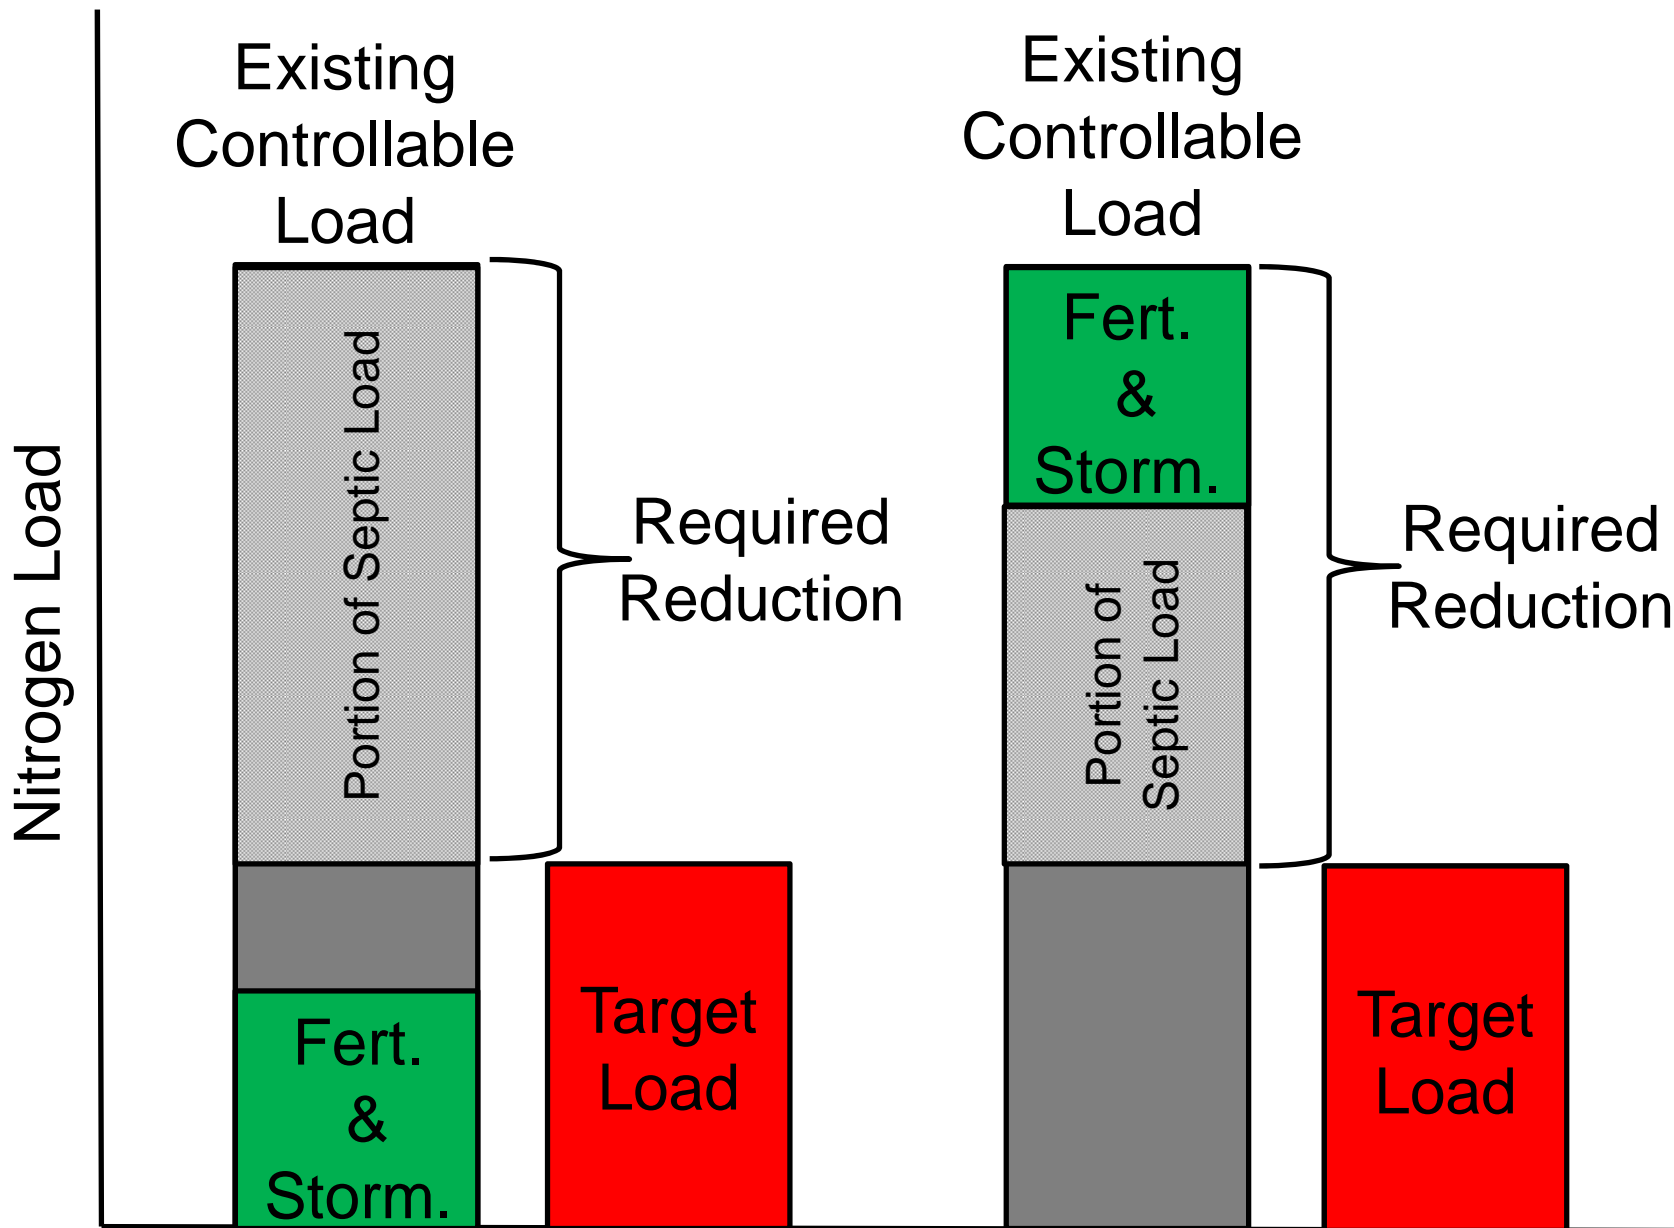 Nitrogen Load
Existing
Controllable
Load
Portion of Septic Load
Required
Reduction
Fert.
&
Storm.
Target
Load
Existing
Controllable
Load
Fert.
&
Storm.
Portion of
Septic Load
Required
Reduction
Target
Load